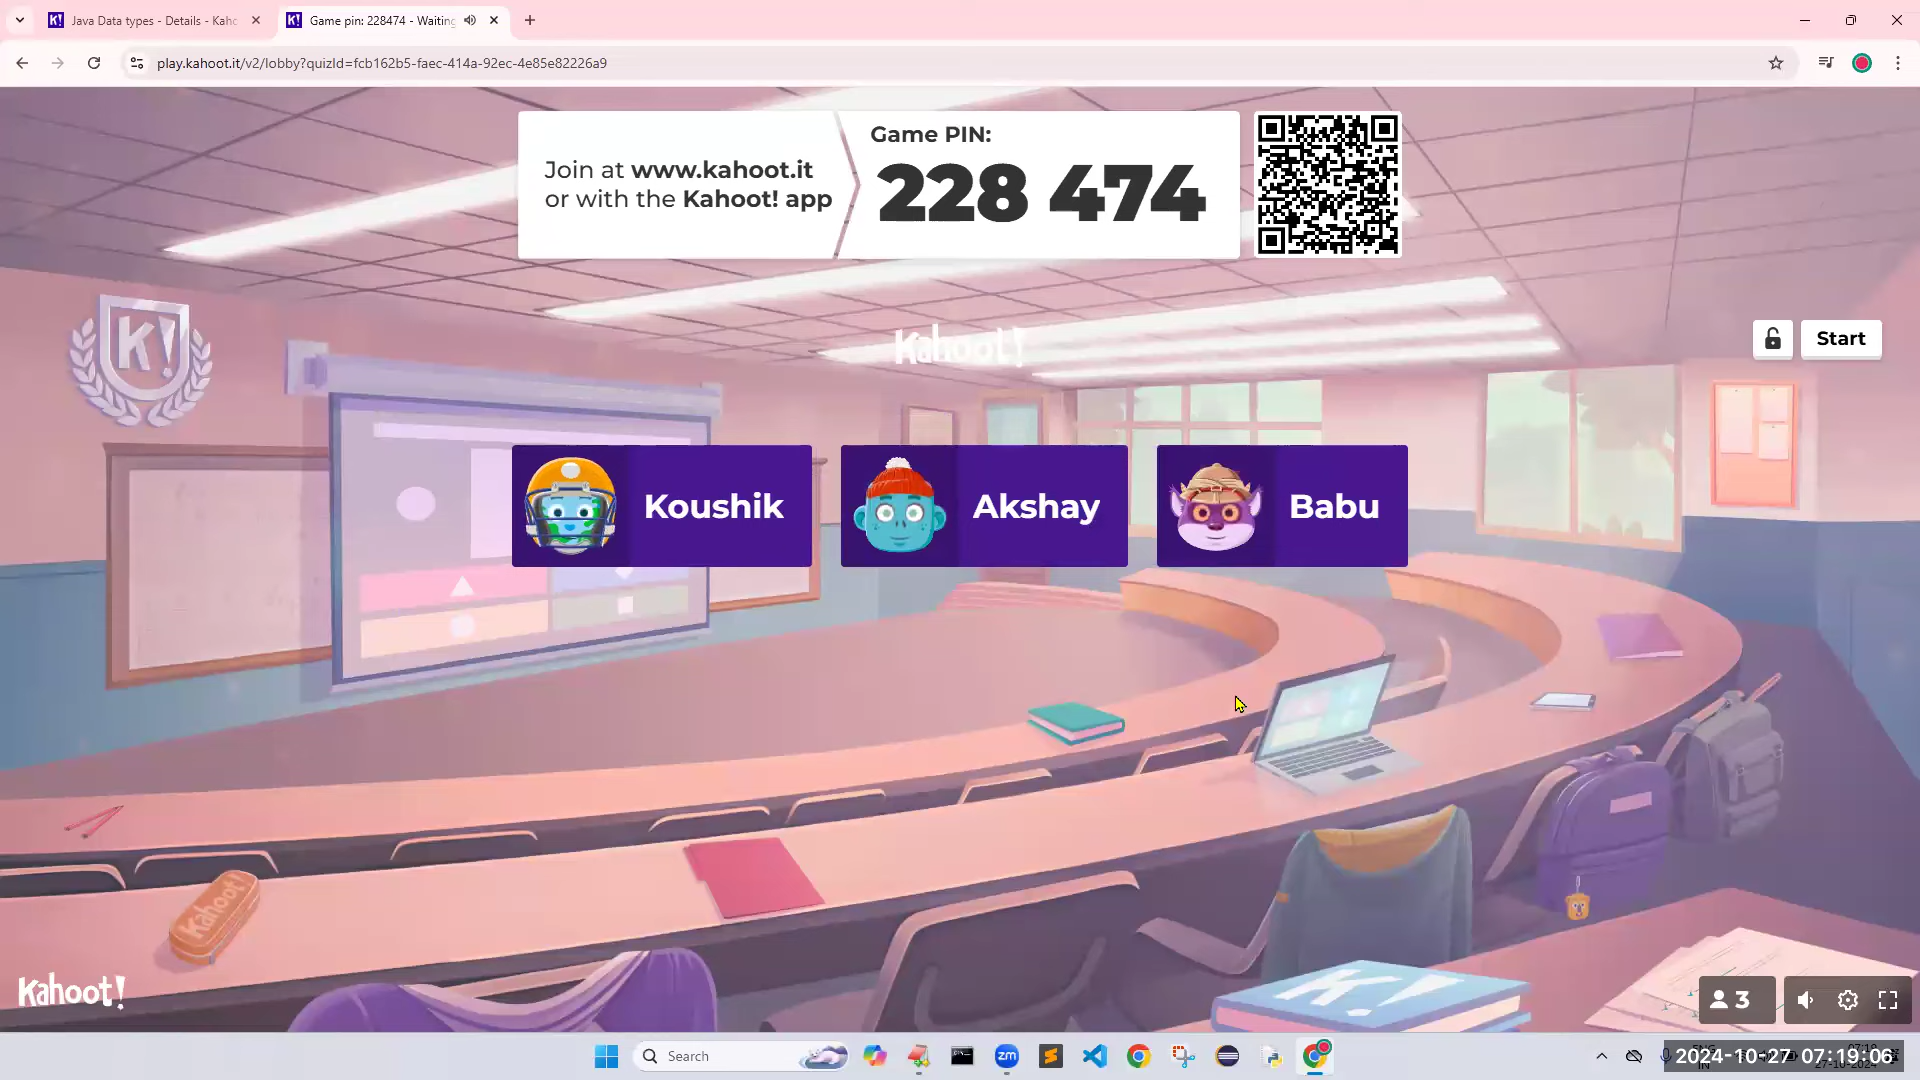 Java Data types - Details - Kaho
Game pin: 228474 - Waiting
play.kahoot.it/v2/lobby?quizId=fcb162b5-faec-414a-92ec-4e85e82226a9
Join at www.kahoot.it
or with the Kahoot! app
Game PIN:
228 474
K!
Kahoot!
Start
Koushik
Akshay
Babu
Kahoot!
K!
Kahoot!
3
Search
zm
2024-10-27 07:19:06